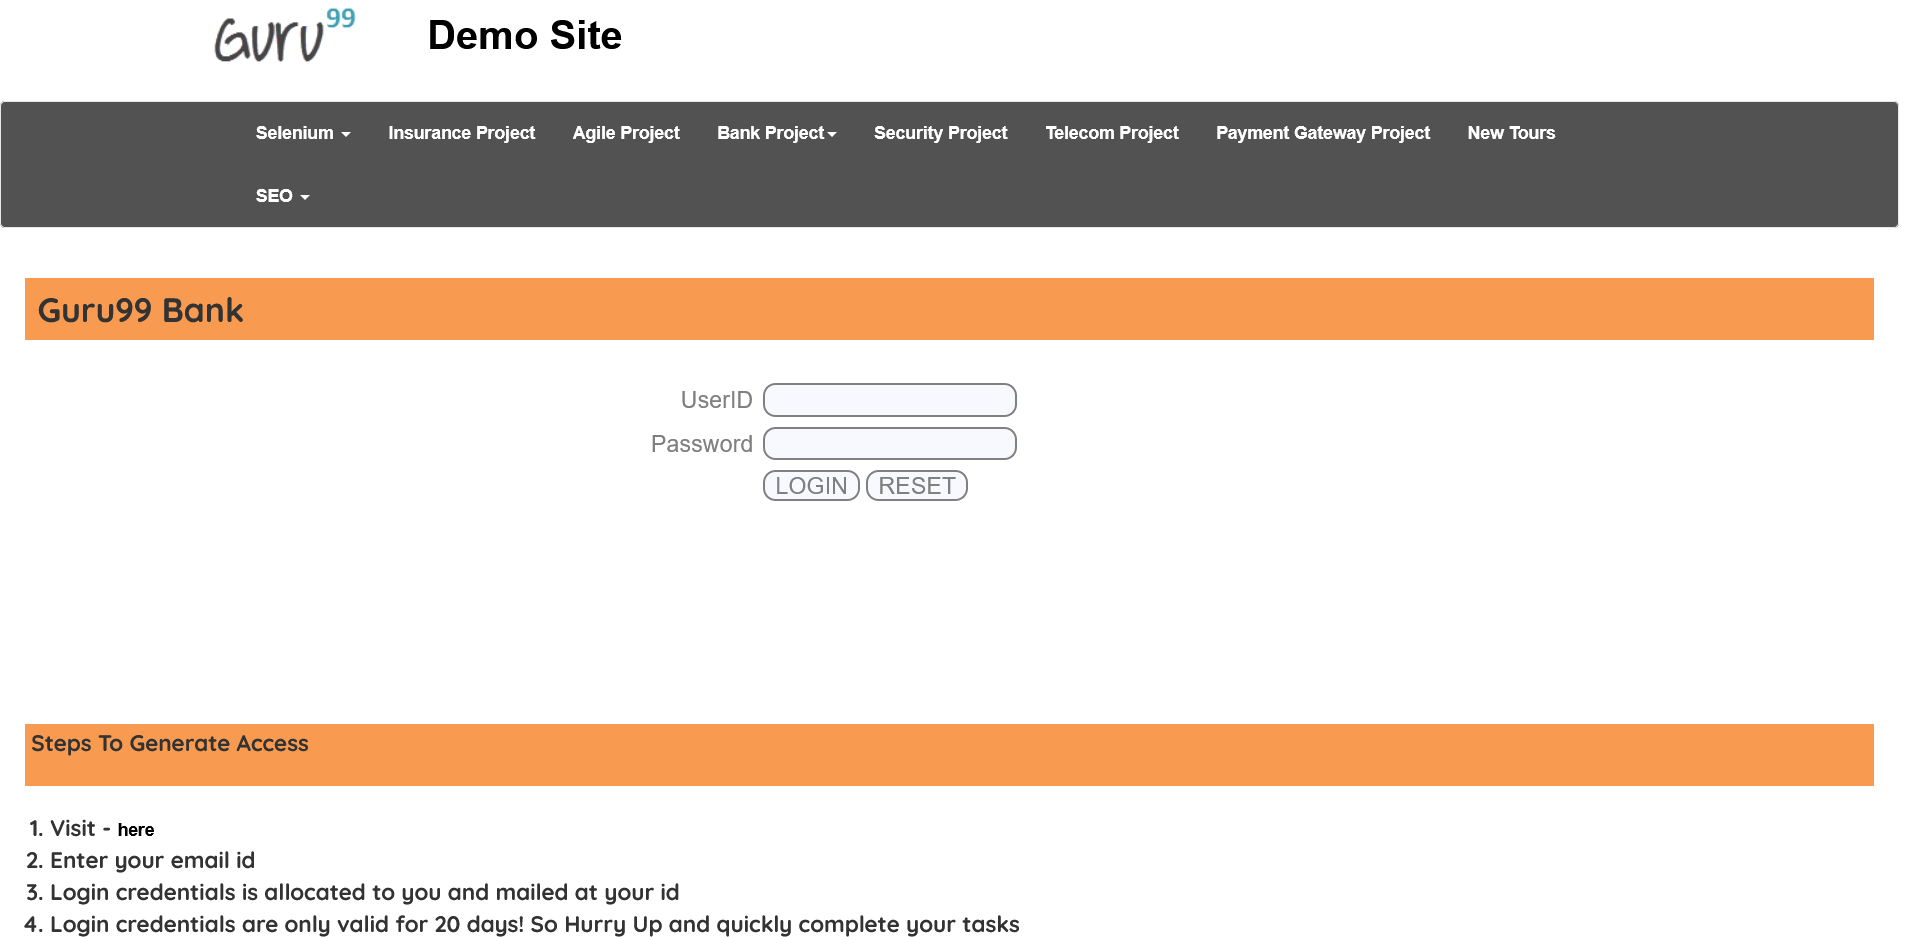 Guru99 Demo Site
Selenium Insurance Project Agile Project Bank Project Security Project Telecom Project Payment Gateway Project New Tours
SEO
Guru99 Bank
UserID
Password
LOGIN RESET
Steps To Generate Access
1. Visit - here
2. Enter your email id
3. Login credentials is allocated to you and mailed at your id
4. Login credentials are only valid for 20 days! So Hurry Up and quickly complete your tasks